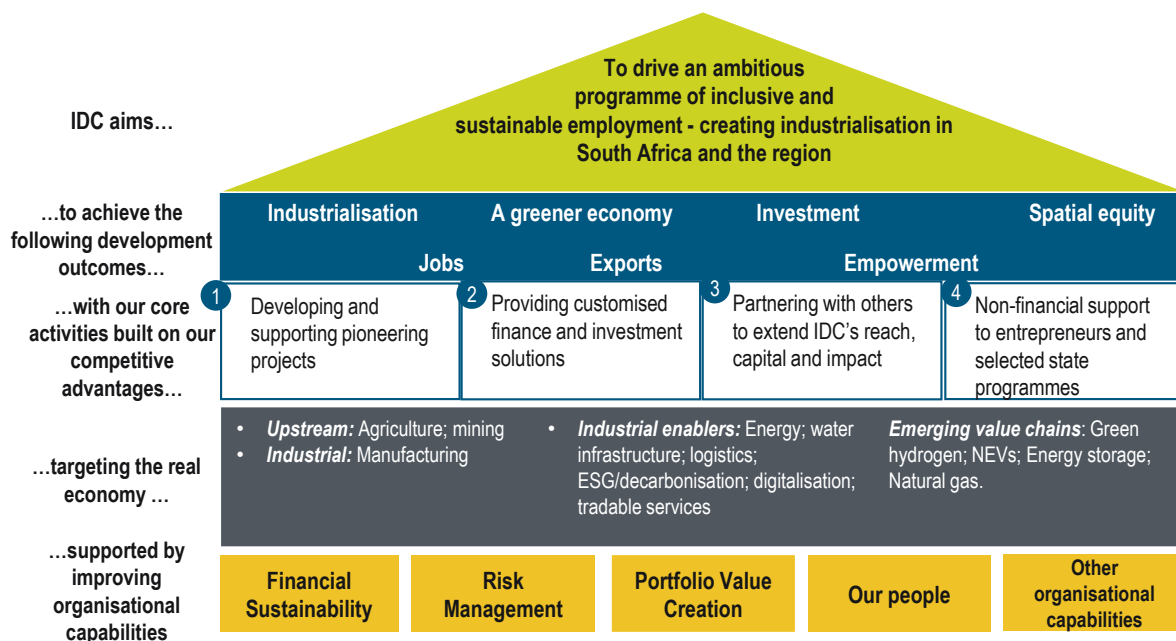 IDC aims…
To drive an ambitious
programme of inclusive and
sustainable employment - creating industrialisation in
South Africa and the region
…to achieve the
following development
outcomes…
Industrialisation
A greener economy
Investment
Spatial equity
Jobs
Exports
Empowerment
…with our core
activities built on our
competitive
advantages…
1
Developing and
supporting pioneering
projects
2
Providing customised
finance and investment
solutions
3
Partnering with others
to extend IDC’s reach,
capital and impact
4
Non-financial support
to entrepreneurs and
selected state
programmes
…targeting the real
economy …
• Upstream: Agriculture; mining
• Industrial: Manufacturing
• Industrial enablers: Energy; water
infrastructure; logistics;
ESG/decarbonisation; digitalisation;
tradable services
Emerging value chains: Green
hydrogen; NEVs; Energy storage;
Natural gas.
…supported by
improving
organisational
capabilities
Financial
Sustainability
Risk
Management
Portfolio Value
Creation
Our people
Other
organisational
capabilities